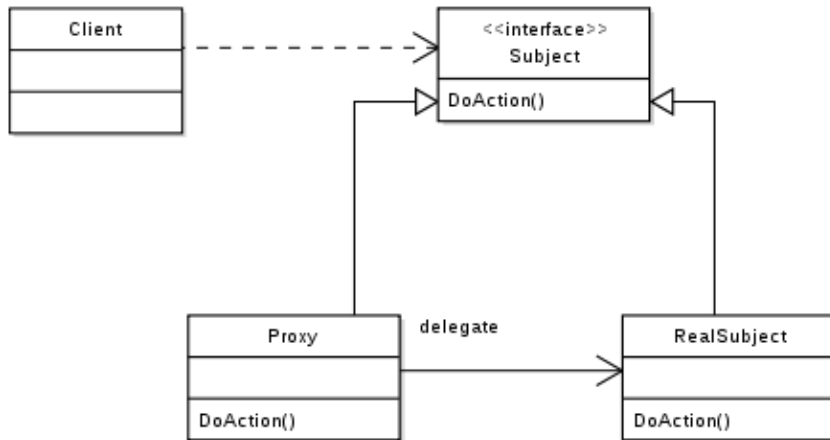 Client
<<interface>>
Subject
DoAction()
Proxy
delegate
RealSubject
DoAction()
DoAction()